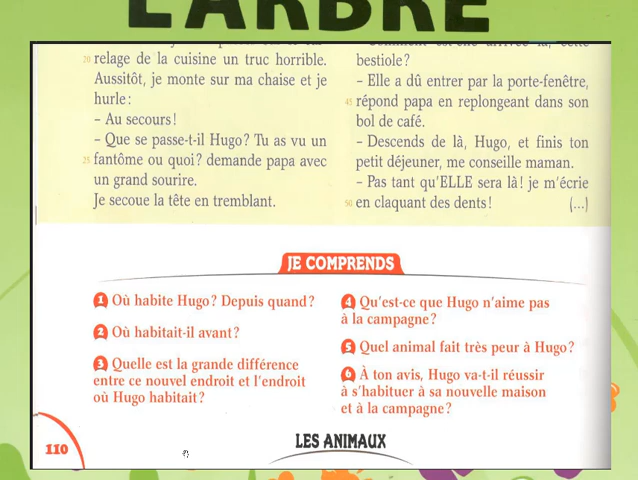 L'ARBRE
20 relage de la cuisine un truc horrible.
Aussitôt, je monte sur ma chaise et je
hurle :
– Au secours !
– Que se passe-t-il Hugo ? Tu as vu un
25 fantôme ou quoi ? demande papa avec
un grand sourire.
Je secoue la tête en tremblant.
bestiole ?
– Elle a dû entrer par la porte-fenêtre,
45 répond papa en replongeant dans son
bol de café.
– Descends de là, Hugo, et finis ton
petit déjeuner, me conseille maman.
– Pas tant qu'ELLE sera là ! je m'écrie
50 en claquant des dents ! (...)
JE COMPRENDS
1 Où habite Hugo ? Depuis quand ?
2 Où habitait-il avant ?
3 Quelle est la grande différence
entre ce nouvel endroit et l'endroit
où Hugo habitait ?
4 Qu'est-ce que Hugo n'aime pas
à la campagne ?
5 Quel animal fait très peur à Hugo ?
6 À ton avis, Hugo va-t-il réussir
à s'habituer à sa nouvelle maison
et à la campagne ?
110
LES ANIMAUX